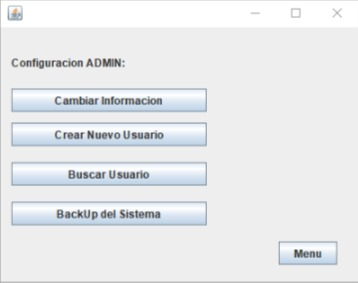 Configuracion ADMIN:
Cambiar Informacion
Crear Nuevo Usuario
Buscar Usuario
BackUp del Sistema
Menu